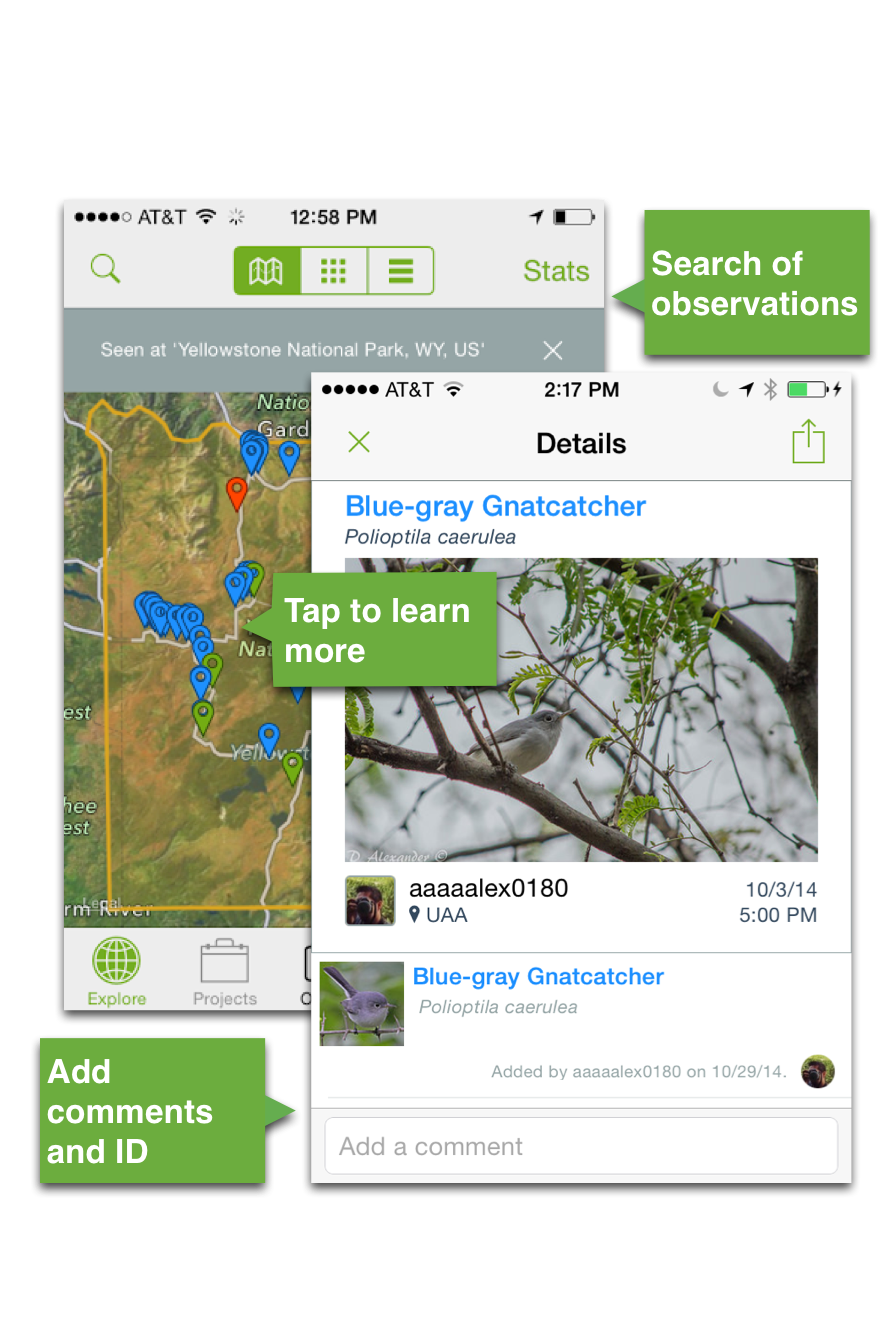 AT&T 12:58 PM
Stats
Search of
observations
Seen at 'Yellowstone National Park, WY, US'
AT&T 2:17 PM
Details
Natio
Gard
Blue-gray Gnatcatcher
Polioptila caerulea
Tap to learn
more
Nat
est
Yellowst
hee
est
D. Alexander ©
aaaaalex0180
10/3/14
UAA
5:00 PM
Legal
rm River
Explore
Projects
Blue-gray Gnatcatcher
Polioptila caerulea
Added by aaaaalex0180 on 10/29/14.
Add
comments
and ID
Add a comment